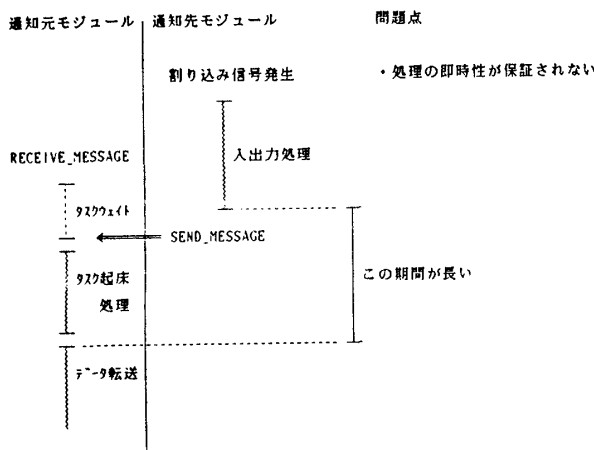 通知元モジュール
通知先モジュール
問題点
割り込み信号発生
・処理の即時性が保証されない
RECEIVE_MESSAGE
入出力処理
ﾀｽｸｳｪｲﾄ
SEND_MESSAGE
ﾀｽｸ起床
処理
この期間が長い
ﾃﾞｰﾀ転送